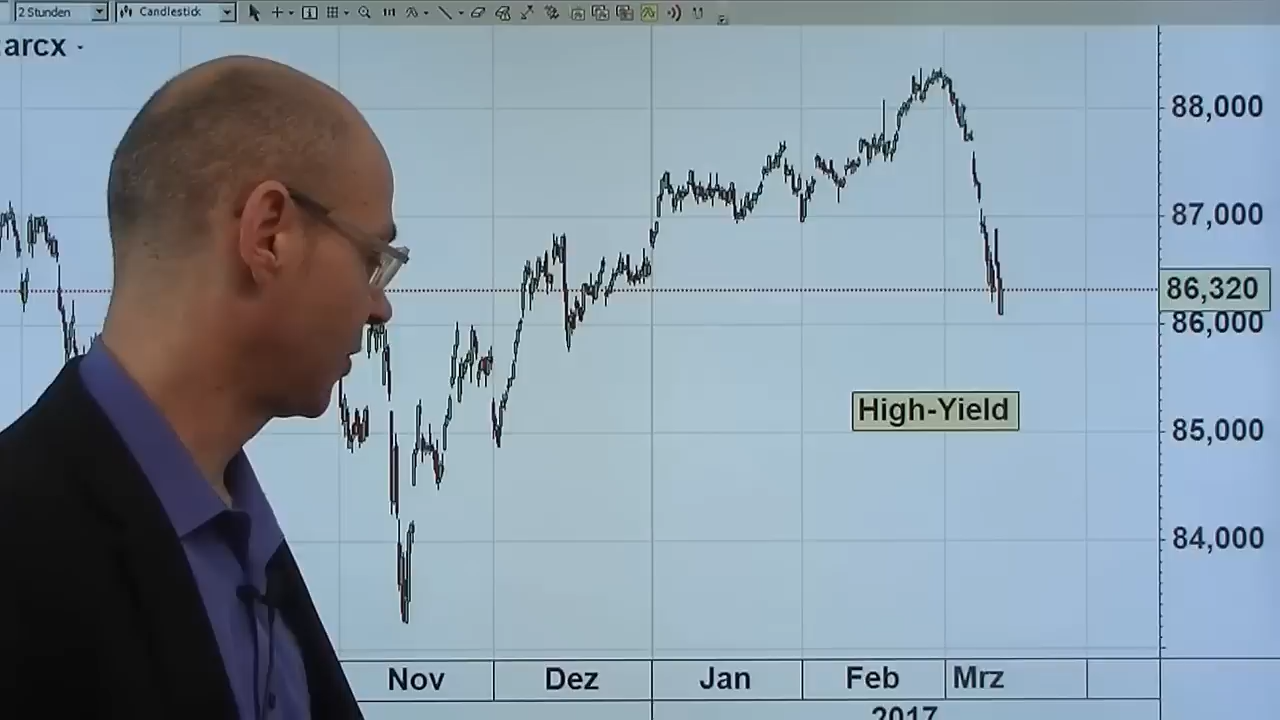 2 Stunden
Candlestick
arcx
88,000
87,000
86,320
86,000
High-Yield
85,000
84,000
Nov
Dez
Jan
Feb
Mrz
2017